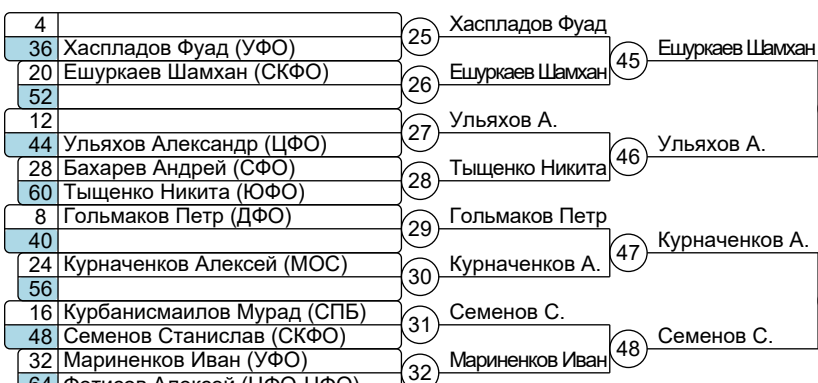 4
36 Хаспладов Фуад (УФО)
20 Ешуркаев Шамхан (СКФО)
52
12
44 Ульяхов Александр (ЦФО)
28 Бахарев Андрей (СФО)
60 Тыщенко Никита (ЮФО)
8 Гольмаков Петр (ДФО)
40
24 Курначенков Алексей (МОС)
56
16 Курбанисмаилов Мурад (СПБ)
48 Семенов Станислав (СКФО)
32 Мариненков Иван (УФО)
64 Фетисов Алексей
25 Хаспладов Фуад
26 Ешуркаев Шамхан
27 Ульяхов А.
28 Тыщенко Никита
29 Гольмаков Петр
30 Курначенков А.
31 Семенов С.
32 Мариненков Иван
45 Ешуркаев Шамхан
46 Ульяхов А.
47 Курначенков А.
48 Семенов С.